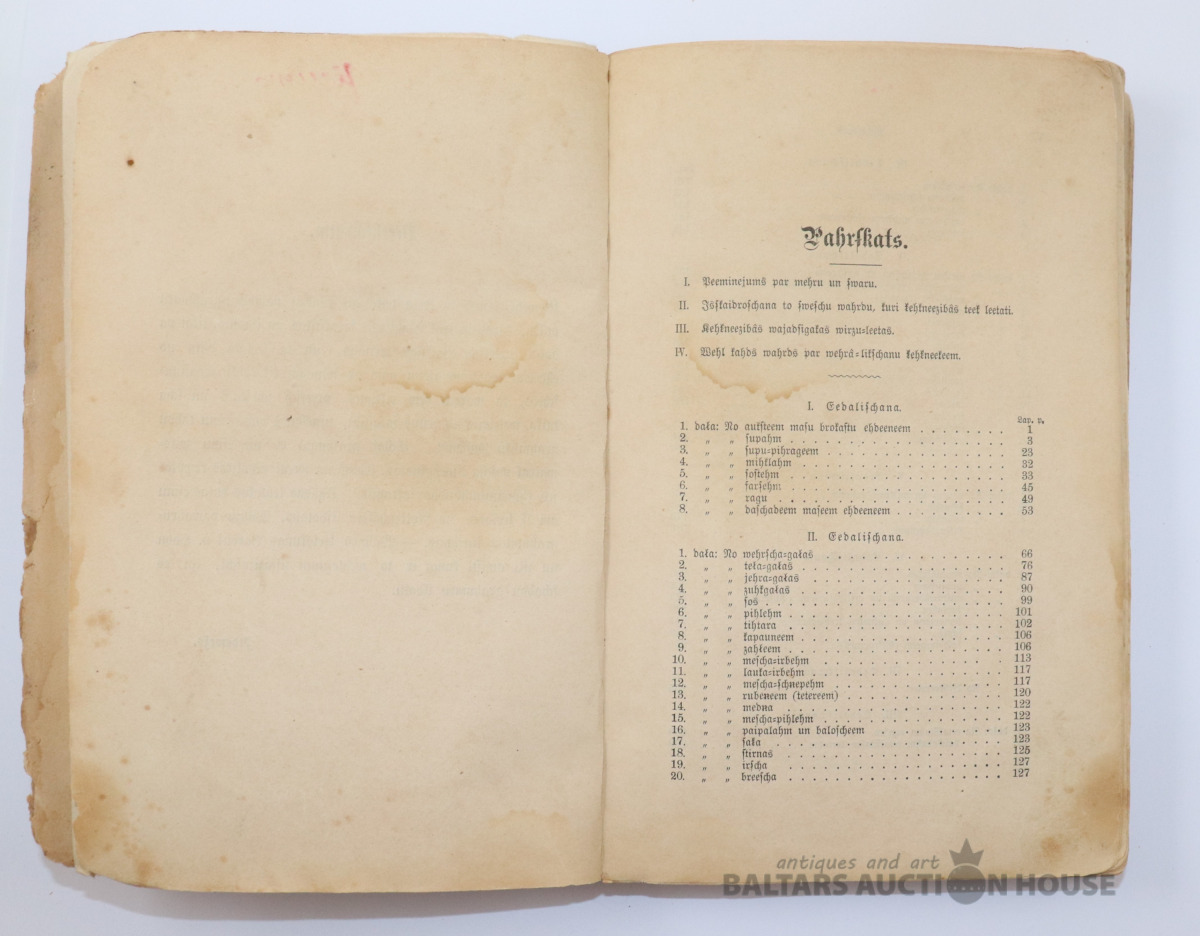 Pahrſkats.
I. Peeminejums par mehru un ſwaru.
II. Isſkaidroſchana to ſweſchu wahrdu, kuri ķehkneezibâs teek leetati.
III. Ķehkneezibâs wajadſigakas wirzu-leetas.
IV. Wehl kahds wahrds par wehrâ-likſchanu ķehkneekeem.
I. Eedaliſchana.
Lap. p.
1. daļa: No aukſteem maſu brokaſtu ehdeeneem . . . . . . . . 1
2. „ „ ſupahm . . . . . . . . 3
3. „ „ ſupu-pihrageem . . . . . . . . 23
4. „ „ mihklahm . . . . . . . . 32
5. „ „ ſoſtehm . . . . . . . . 33
6. „ „ farſehm . . . . . . . . 45
7. „ „ ragu . . . . . . . . 49
8. „ „ daſchadeem maſeem ehdeeneem . . . . . . . . 53
II. Eedaliſchana.
1. daļa: No wehrſcha-gaļas . . . . . . . . 66
2. „ „ teļa-gaļas . . . . . . . . 76
3. „ „ jehra-gaļas . . . . . . . . 87
4. „ „ zuhkgaļas . . . . . . . . 90
5. „ „ ſos . . . . . . . . 99
6. „ „ pihlehm . . . . . . . . 101
7. „ „ tihtara . . . . . . . . 102
8. „ „ kapauneem . . . . . . . . 106
9. „ „ zahļeem . . . . . . . . 106
10. „ „ meſcha-irbehm . . . . . . . . 113
11. „ „ lauka-irbehm . . . . . . . . 117
12. „ „ meſcha-ſchnepehm . . . . . . . . 117
13. „ „ rubeneem (tetereem) . . . . . . . . 120
14. „ „ medna . . . . . . . . 122
15. „ „ meſcha-pihlehm . . . . . . . . 122
16. „ „ paipalahm un baloſcheem . . . . . . . . 123
17. „ „ ſaķa . . . . . . . . 123
18. „ „ ſtirnas . . . . . . . . 125
19. „ „ irſcha . . . . . . . . 127
20. „ „ breeſcha . . . . . . . . 127
antiques and art
BALTARS AUCTION HOUSE